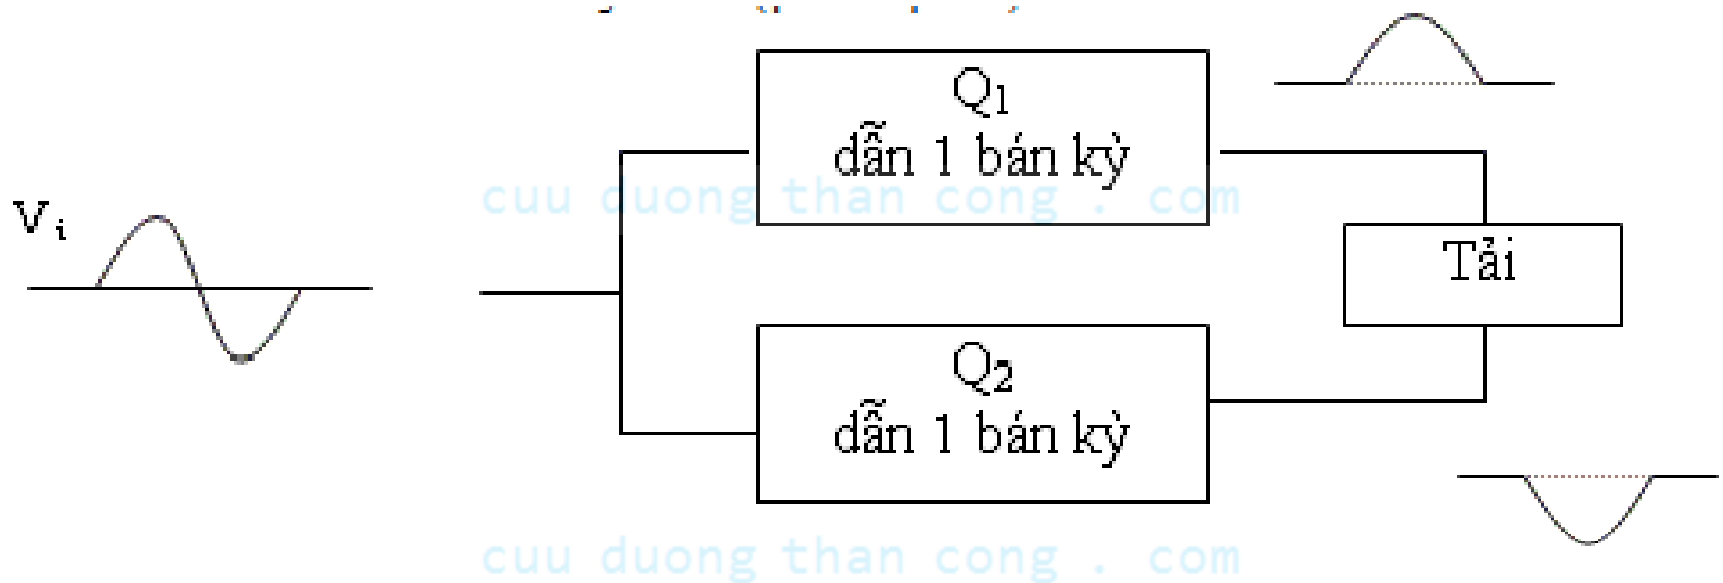 Q1
dẫn 1 bán kỳ
cuu duong than cong . com
Vi
Tải
Q2
dẫn 1 bán kỳ
cuu duong than cong . com